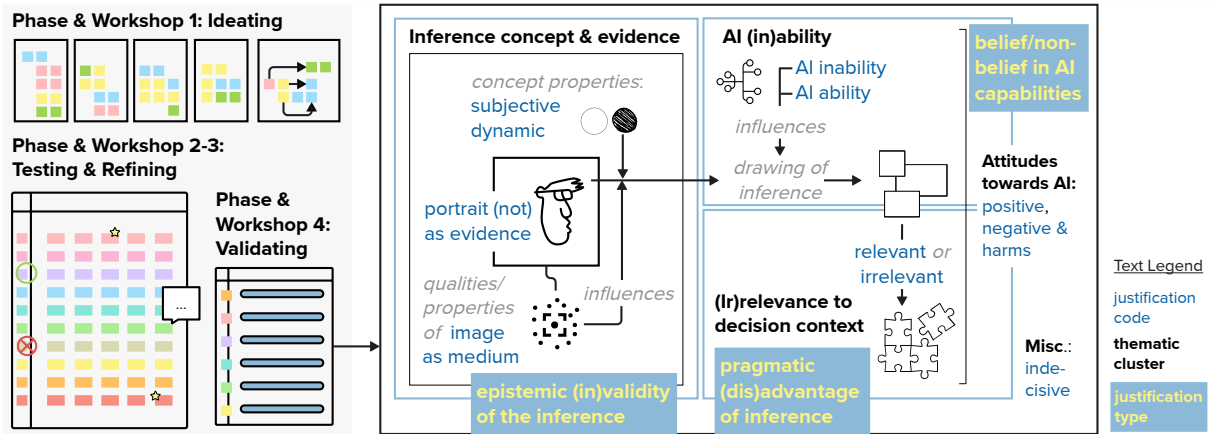 Phase & Workshop 1: Ideating
Phase & Workshop 2-3:
Testing & Refining
...
Phase &
Workshop 4:
Validating
Inference concept & evidence
concept properties:
subjective
dynamic
portrait (not)
as evidence
qualities/
properties
of image
as medium
influences
epistemic (in)validity
of the inference
AI (in)ability
AI inability
AI ability
influences
drawing of
inference
belief/non-
belief in AI
capabilities
relevant or
irrelevant
(Ir)relevance to
decision context
pragmatic
(dis)advantage
of inference
Attitudes
towards AI:
positive,
negative &
harms
Misc.:
inde-
cisive
Text Legend
justification
code
thematic
cluster
justification
type